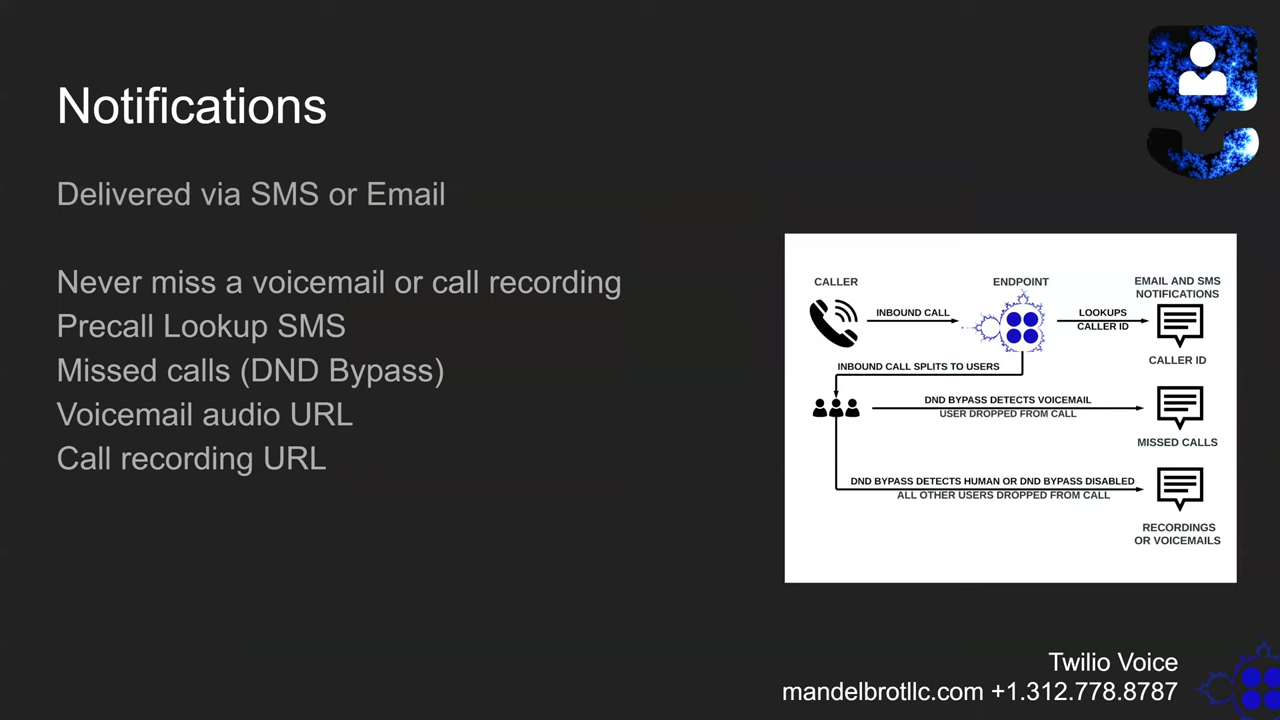 Notifications
Delivered via SMS or Email
Never miss a voicemail or call recording
Precall Lookup SMS
Missed calls (DND Bypass)
Voicemail audio URL
Call recording URL
CALLER
ENDPOINT
EMAIL AND SMS
NOTIFICATIONS
INBOUND CALL
LOOKUPS
CALLER ID
CALLER ID
INBOUND CALL SPLITS TO USERS
DND BYPASS DETECTS VOICEMAIL
USER DROPPED FROM CALL
MISSED CALLS
DND BYPASS DETECTS HUMAN OR DND BYPASS DISABLED
ALL OTHER USERS DROPPED FROM CALL
RECORDINGS
OR VOICEMAILS
Twilio Voice
mandelbrotllc.com +1.312.778.8787